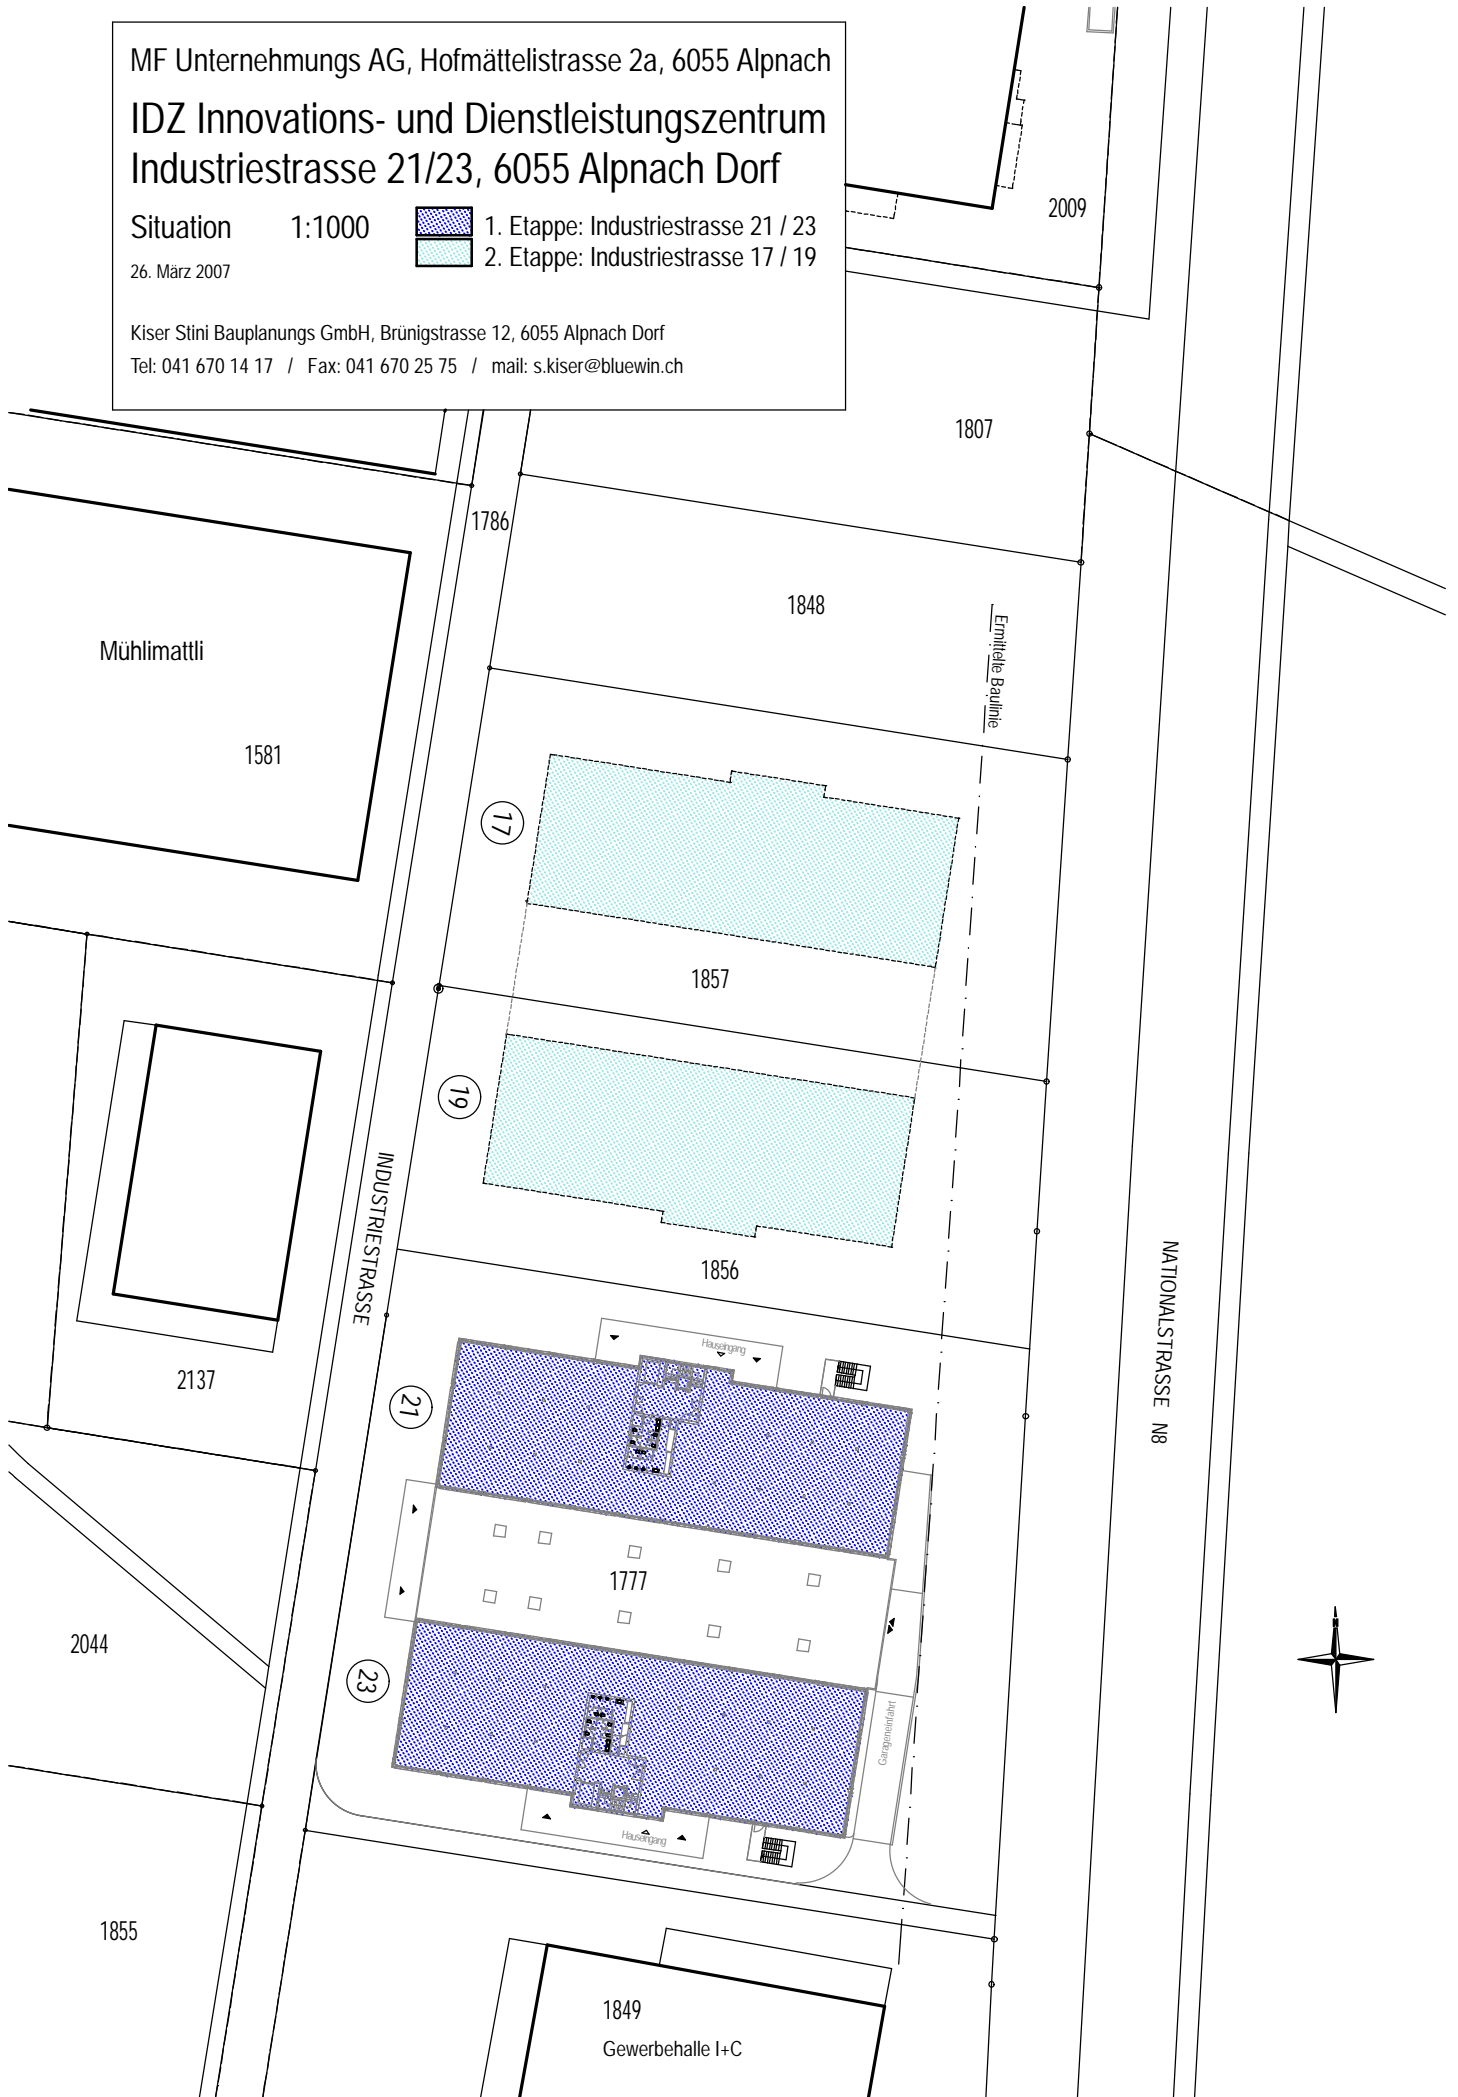 MF Unternehmungs AG, Hofmättelistrasse 2a, 6055 Alpnach
IDZ Innovations- und Dienstleistungszentrum
Industriestrasse 21/23, 6055 Alpnach Dorf
Situation 1:1000
1. Etappe: Industriestrasse 21 / 23
2. Etappe: Industriestrasse 17 / 19
26. März 2007
Kiser Stini Bauplanungs GmbH, Brünigstrasse 12, 6055 Alpnach Dorf
Tel: 041 670 14 17 / Fax: 041 670 25 75 / mail: s.kiser@bluewin.ch
2009
1807
1786
1848
Ermittelte Baulinie
Mühlimattli
1581
17
1857
19
INDUSTRIESTRASSE
1856
NATIONALSTRASSE N8
Hauseingang
2137
21
1777
2044
23
N
Garageneinfahrt
Hauseingang
1855
1849
Gewerbehalle I+C